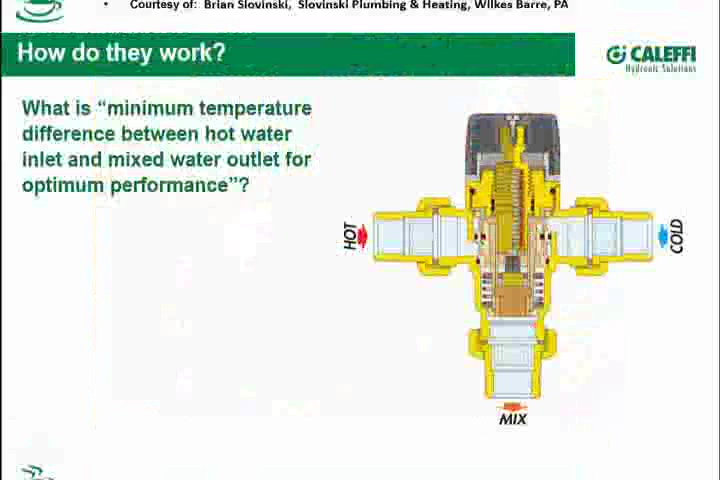 • Courtesy of: Brian Slovinski, Slovinski Plumbing & Heating, Wilkes Barre, PA
How do they work?
CALEFFI
Hydronic Solutions
What is “minimum temperature
difference between hot water
inlet and mixed water outlet for
optimum performance”?
HOT
COLD
MIX